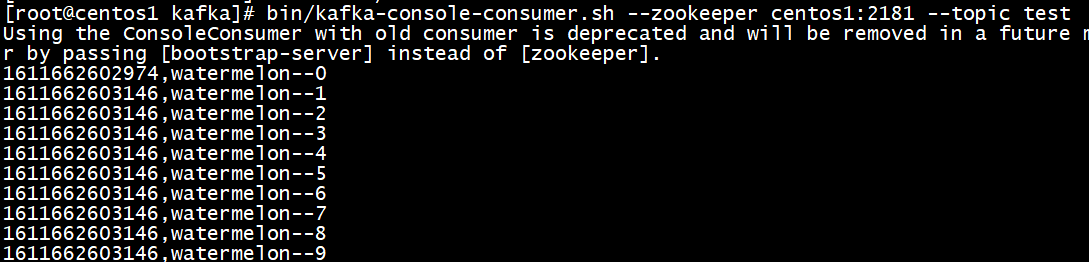 [root@centos1 kafka]# bin/kafka-console-consumer.sh --zookeeper centos1:2181 --topic test
Using the ConsoleConsumer with old consumer is deprecated and will be removed in a future m
r by passing [bootstrap-server] instead of [zookeeper].
1611662602974,watermelon--0
1611662603146,watermelon--1
1611662603146,watermelon--2
1611662603146,watermelon--3
1611662603146,watermelon--4
1611662603146,watermelon--5
1611662603146,watermelon--6
1611662603146,watermelon--7
1611662603146,watermelon--8
1611662603146,watermelon--9